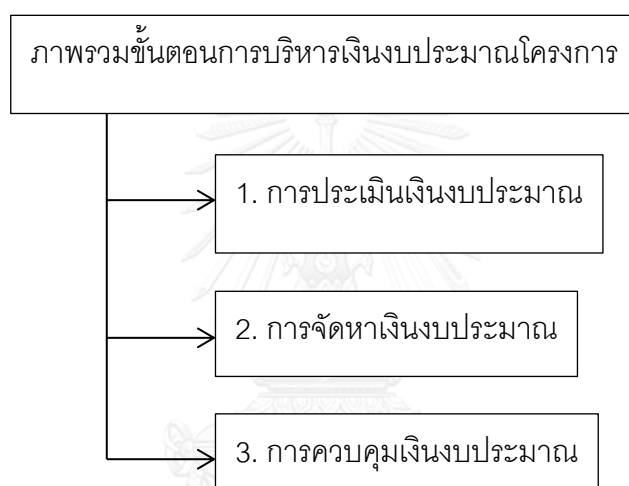 ภาพรวมขั้นตอนการบริหารเงินงบประมาณโครงการ
1. การประเมินเงินงบประมาณ
2. การจัดหาเงินงบประมาณ
3. การควบคุมเงินงบประมาณ